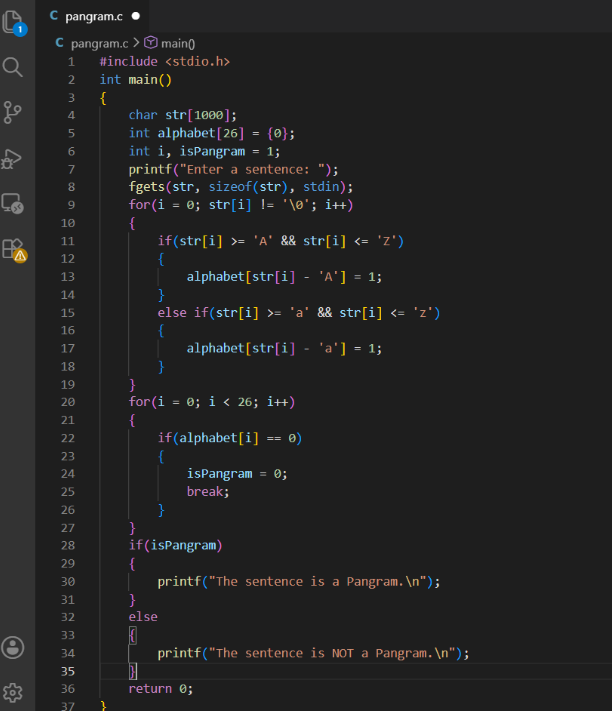 C pangram.c ●
C pangram.c > main()
1
1 #include <stdio.h>
2 int main()
3 {
4     char str[1000];
5     int alphabet[26] = {0};
6     int i, isPangram = 1;
7     printf("Enter a sentence: ");
8     fgets(str, sizeof(str), stdin);
9     for(i = 0; str[i] != '\0'; i++)
10     {
11         if(str[i] >= 'A' && str[i] <= 'Z')
12         {
13             alphabet[str[i] - 'A'] = 1;
14         }
15         else if(str[i] >= 'a' && str[i] <= 'z')
16         {
17             alphabet[str[i] - 'a'] = 1;
18         }
19     }
20     for(i = 0; i < 26; i++)
21     {
22         if(alphabet[i] == 0)
23         {
24             isPangram = 0;
25             break;
26         }
27     }
28     if(isPangram)
29     {
30         printf("The sentence is a Pangram.\n");
31     }
32     else
33     {
34         printf("The sentence is NOT a Pangram.\n");
35     }
36     return 0;
37 }